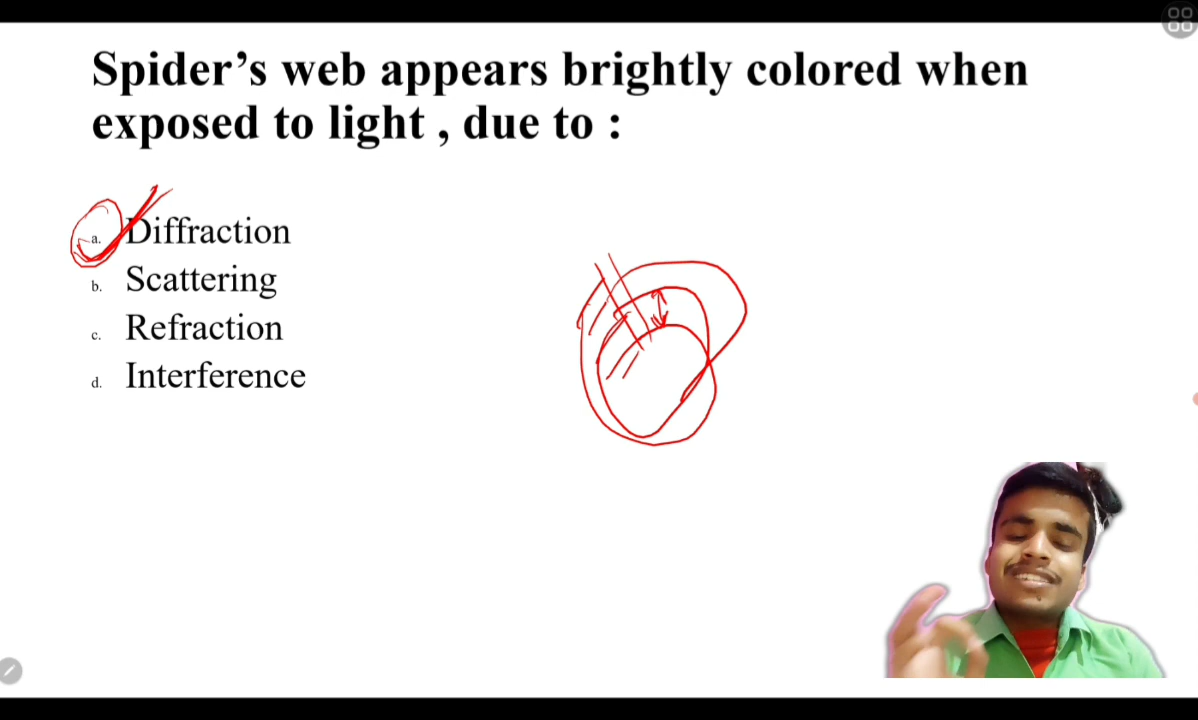 Spider’s web appears brightly colored when
exposed to light , due to :
a. Diffraction
b. Scattering
c. Refraction
d. Interference